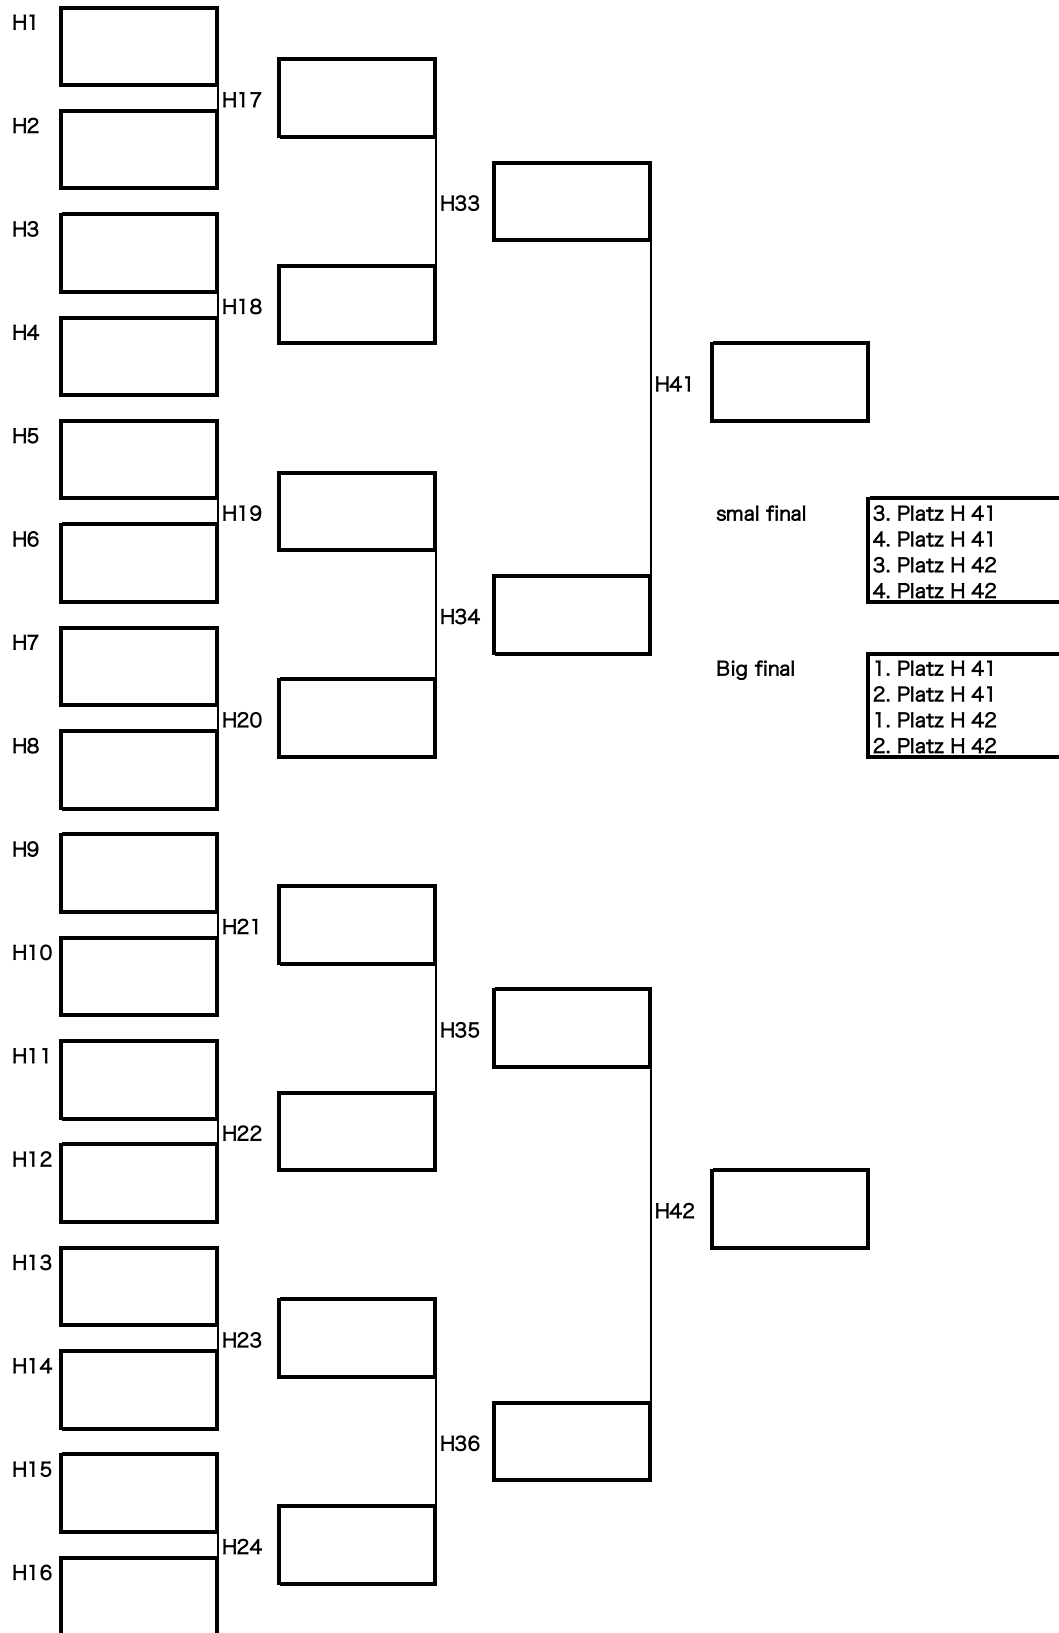 H1
H2
H3
H4
H5
H6
H7
H8
H9
H10
H11
H12
H13
H14
H15
H16
H17
H18
H19
H20
H21
H22
H23
H24
H33
H34
H35
H36
H41
H42
smal final
3. Platz H 41
4. Platz H 41
3. Platz H 42
4. Platz H 42
Big final
1. Platz H 41
2. Platz H 41
1. Platz H 42
2. Platz H 42